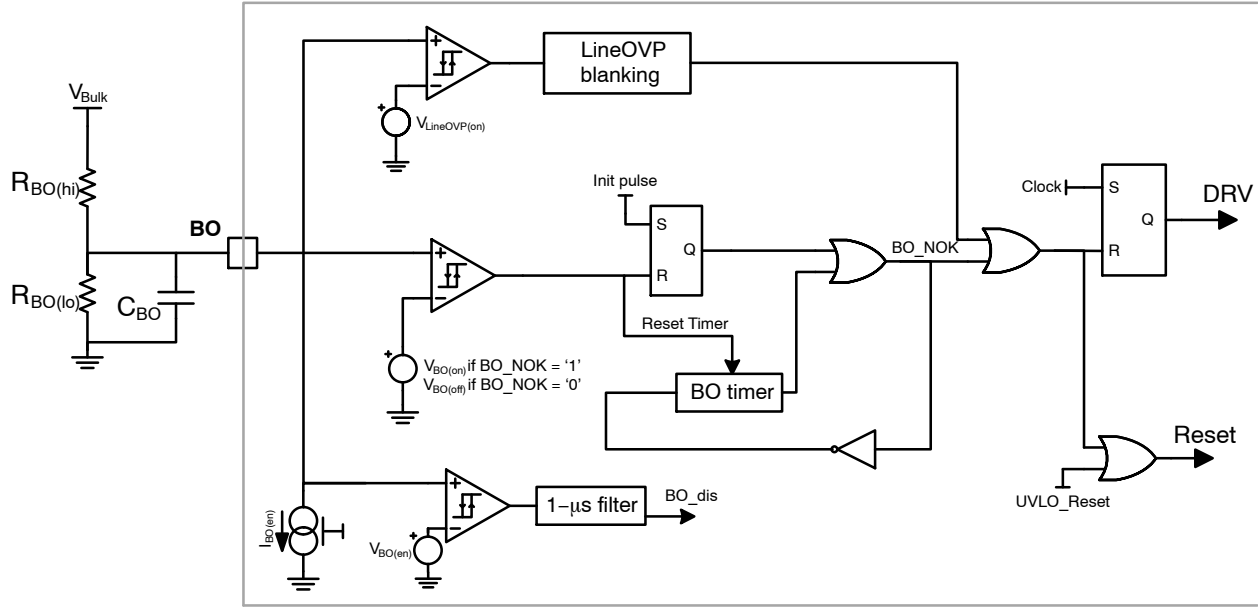 LineOVP
blanking
V_Bulk
V_LineOVP(on)
R_BO(hi)
Init pulse
Clock
S
DRV
Q
BO
S
Q
BO_NOK
R
R
R_BO(lo)
C_BO
Reset Timer
V_BO(on) if BO_NOK = '1'
V_BO(off) if BO_NOK = '0'
BO timer
Reset
BO_dis
1−μs filter
UVLO_Reset
I_BO(en)
V_BO(en)